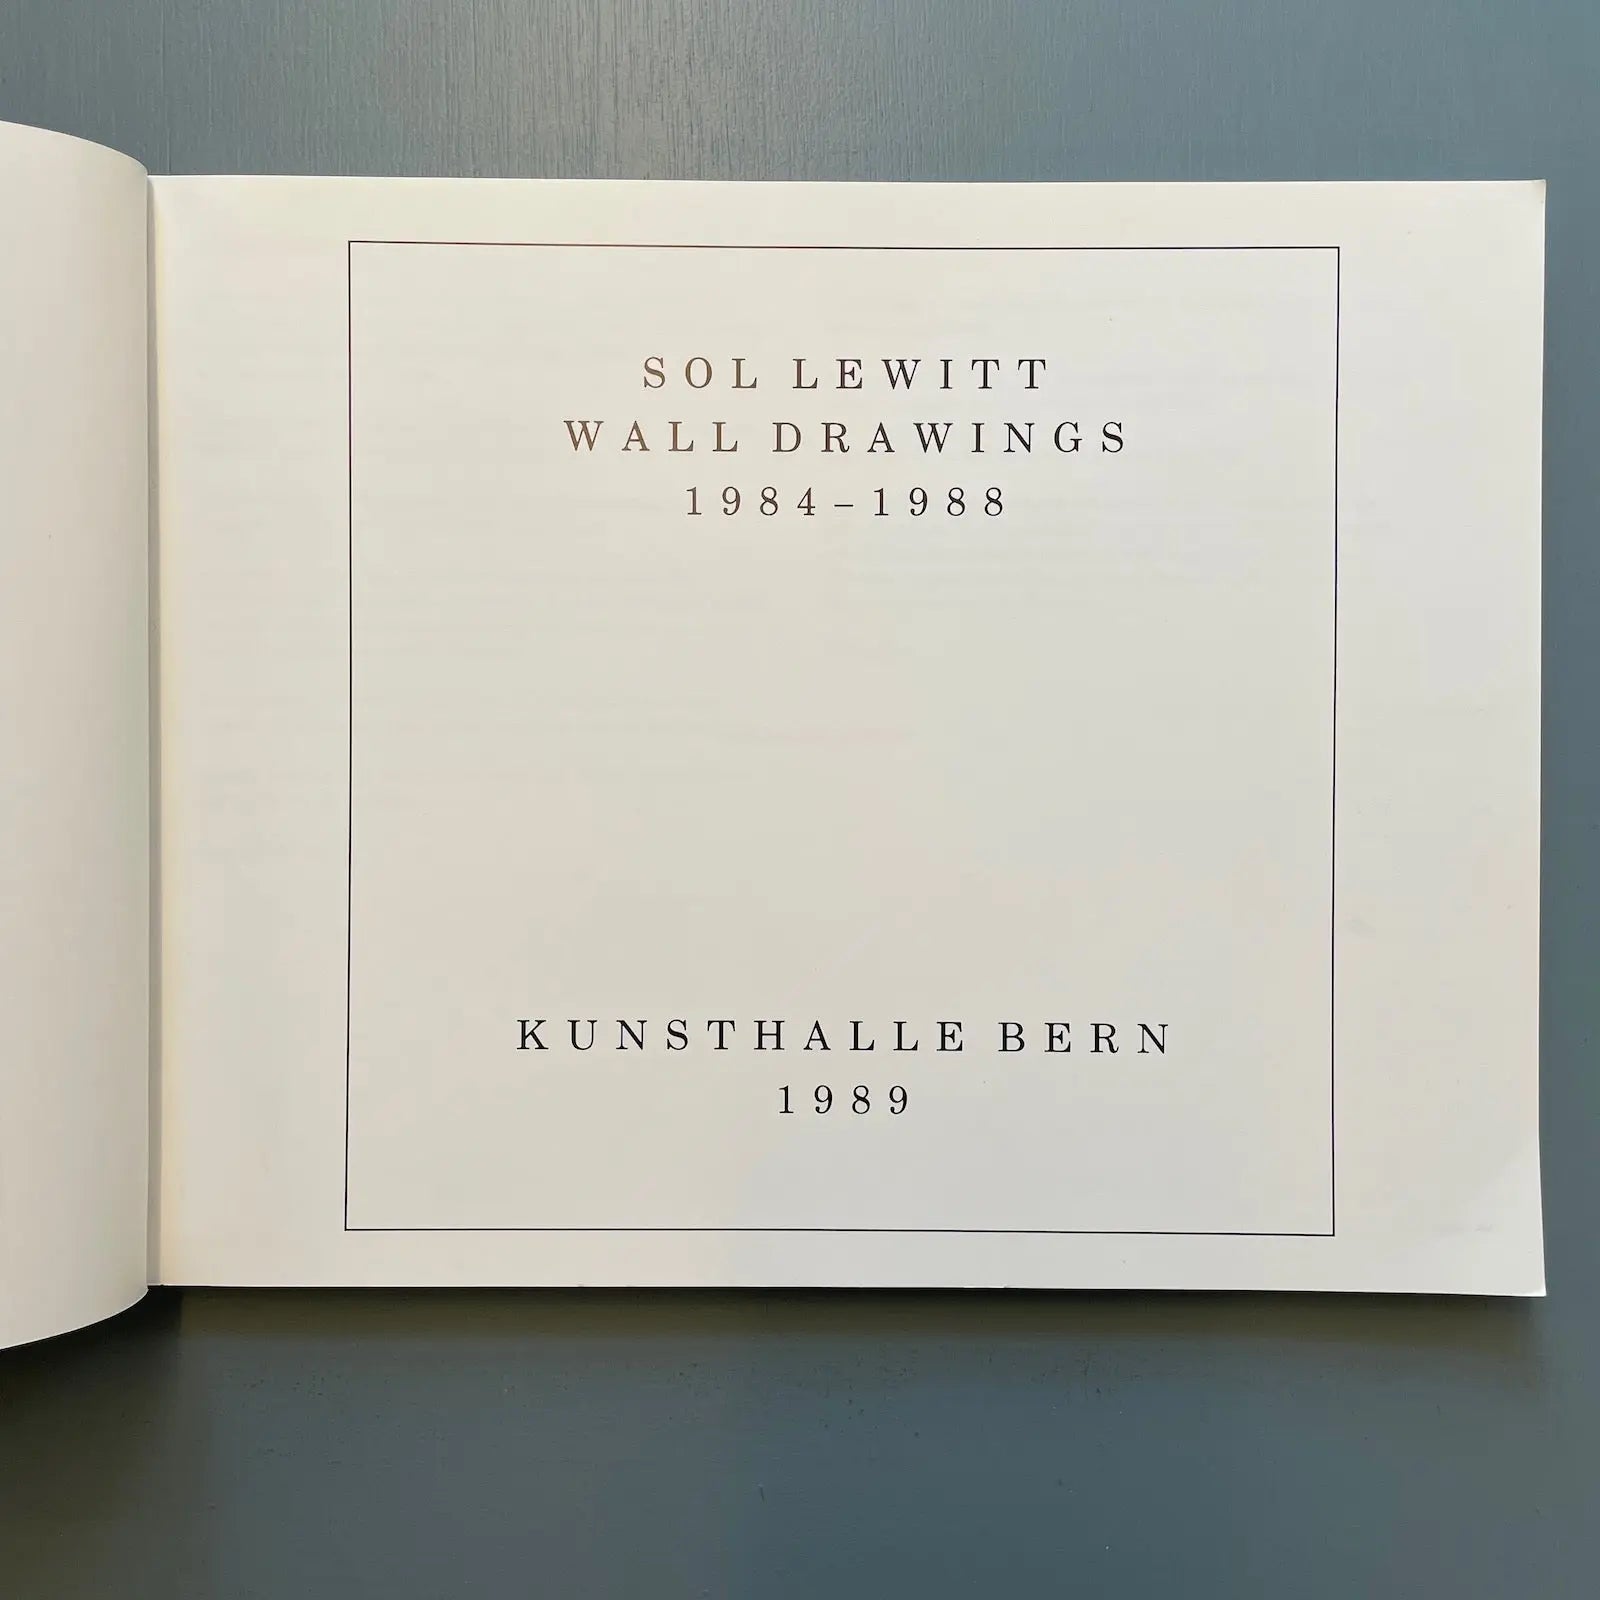 SOL LEWITT
WALL DRAWINGS
1984–1988
KUNSTHALLE BERN
1989